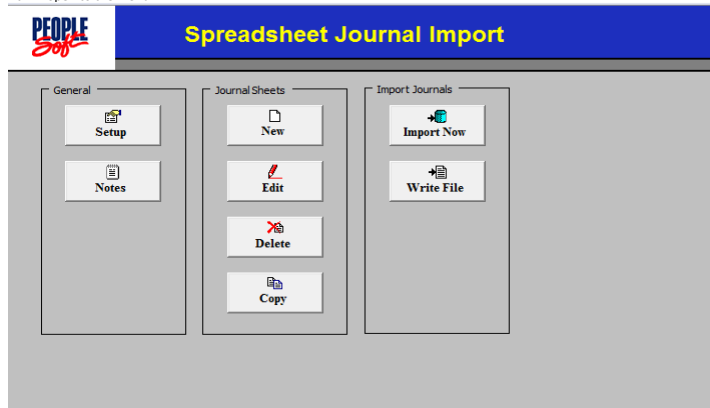 PEOPLE
Soft
Spreadsheet Journal Import
General
Setup
Notes
Journal Sheets
New
Edit
Delete
Copy
Import Journals
Import Now
Write File